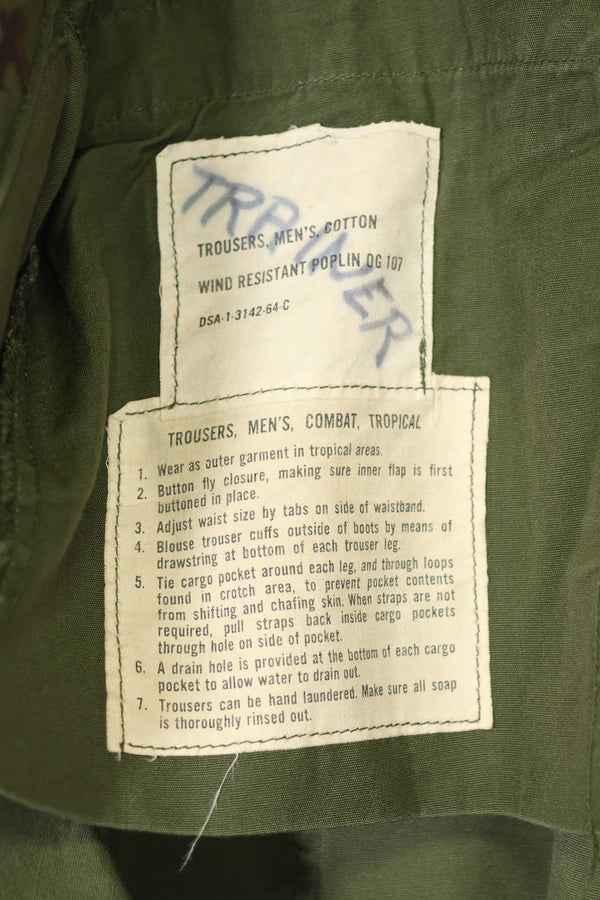 TRAINER
TROUSERS, MEN'S, COTTON
WIND RESISTANT POPLIN OG 107
DSA-1-3142-64-C
TROUSERS, MEN'S, COMBAT, TROPICAL
1. Wear as outer garment in tropical areas.
2. Button fly closure, making sure inner flap is first
buttoned in place.
3. Adjust waist size by tabs on side of waistband.
4. Blouse trouser cuffs outside of boots by means of
drawstring at bottom of each trouser leg.
5. Tie cargo pocket around each leg, and through loops
found in crotch area, to prevent pocket contents
from shifting and chafing skin. When straps are not
required, pull straps back inside cargo pockets
through hole on side of pocket.
6. A drain hole is provided at the bottom of each cargo
pocket to allow water to drain out.
7. Trousers can be hand laundered. Make sure all soap
is thoroughly rinsed out.